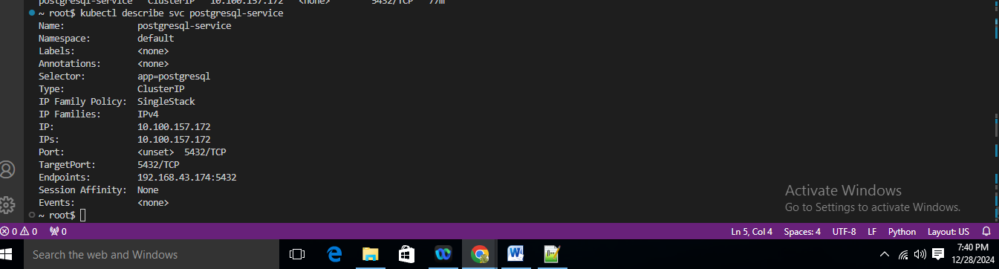 postgresql-service   ClusterIP   10.100.157.172   <none>        5432/TCP   77m
~ root$ kubectl describe svc postgresql-service
Name:              postgresql-service
Namespace:         default
Labels:            <none>
Annotations:       <none>
Selector:          app=postgresql
Type:              ClusterIP
IP Family Policy:  SingleStack
IP Families:       IPv4
IP:                10.100.157.172
IPs:               10.100.157.172
Port:              <unset>  5432/TCP
TargetPort:        5432/TCP
Endpoints:         192.168.43.174:5432
Session Affinity:  None
Events:            <none>
~ root$
Activate Windows
Go to Settings to activate Windows.
0 0 0 Ln 5, Col 4 Spaces: 4 UTF-8 LF Python Layout: US
Search the web and Windows
7:40 PM
12/28/2024